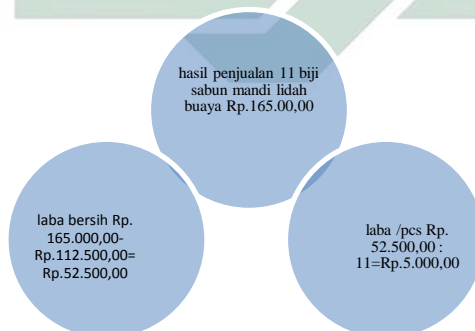 hasil penjualan 11 biji
sabun mandi lidah
buaya Rp.165.00,00
laba bersih Rp.
165.000,00-
Rp.112.500,00=
Rp.52.500,00
laba /pcs Rp.
52.500,00 :
11=Rp.5.000,00